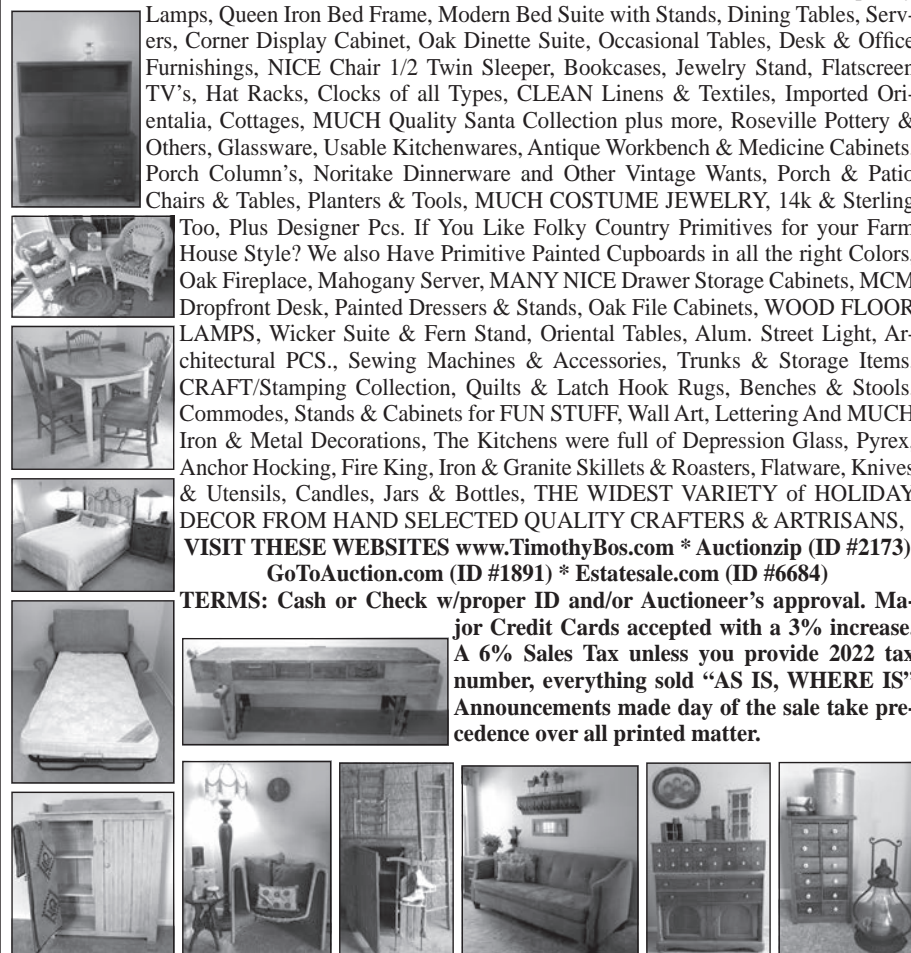 Lamps, Queen Iron Bed Frame, Modern Bed Suite with Stands, Dining Tables, Serv-
ers, Corner Display Cabinet, Oak Dinette Suite, Occasional Tables, Desk & Office
Furnishings, NICE Chair 1/2 Twin Sleeper, Bookcases, Jewelry Stand, Flatscreen
TV's, Hat Racks, Clocks of all Types, CLEAN Linens & Textiles, Imported Ori-
entalia, Cottages, MUCH Quality Santa Collection plus more, Roseville Pottery &
Others, Glassware, Usable Kitchenwares, Antique Workbench & Medicine Cabinets,
Porch Column's, Noritake Dinnerware and Other Vintage Wants, Porch & Patio
Chairs & Tables, Planters & Tools, MUCH COSTUME JEWELRY, 14k & Sterling
Too, Plus Designer Pcs. If You Like Folky Country Primitives for your Farm
House Style? We also Have Primitive Painted Cupboards in all the right Colors,
Oak Fireplace, Mahogany Server, MANY NICE Drawer Storage Cabinets, MCM
Dropfront Desk, Painted Dressers & Stands, Oak File Cabinets, WOOD FLOOR
LAMPS, Wicker Suite & Fern Stand, Oriental Tables, Alum. Street Light, Ar-
chitectural PCS., Sewing Machines & Accessories, Trunks & Storage Items,
CRAFT/Stamping Collection, Quilts & Latch Hook Rugs, Benches & Stools,
Commodes, Stands & Cabinets for FUN STUFF, Wall Art, Lettering And MUCH
Iron & Metal Decorations, The Kitchens were full of Depression Glass, Pyrex,
Anchor Hocking, Fire King, Iron & Granite Skillets & Roasters, Flatware, Knives
& Utensils, Candles, Jars & Bottles, THE WIDEST VARIETY of HOLIDAY
DECOR FROM HAND SELECTED QUALITY CRAFTERS & ARTRISANS,
VISIT THESE WEBSITES www.TimothyBos.com * Auctionzip (ID #2173)
GoToAuction.com (ID #1891) * Estatesale.com (ID #6684)
TERMS: Cash or Check w/proper ID and/or Auctioneer's approval. Ma-
jor Credit Cards accepted with a 3% increase.
A 6% Sales Tax unless you provide 2022 tax
number, everything sold “AS IS, WHERE IS”
Announcements made day of the sale take pre-
cedence over all printed matter.